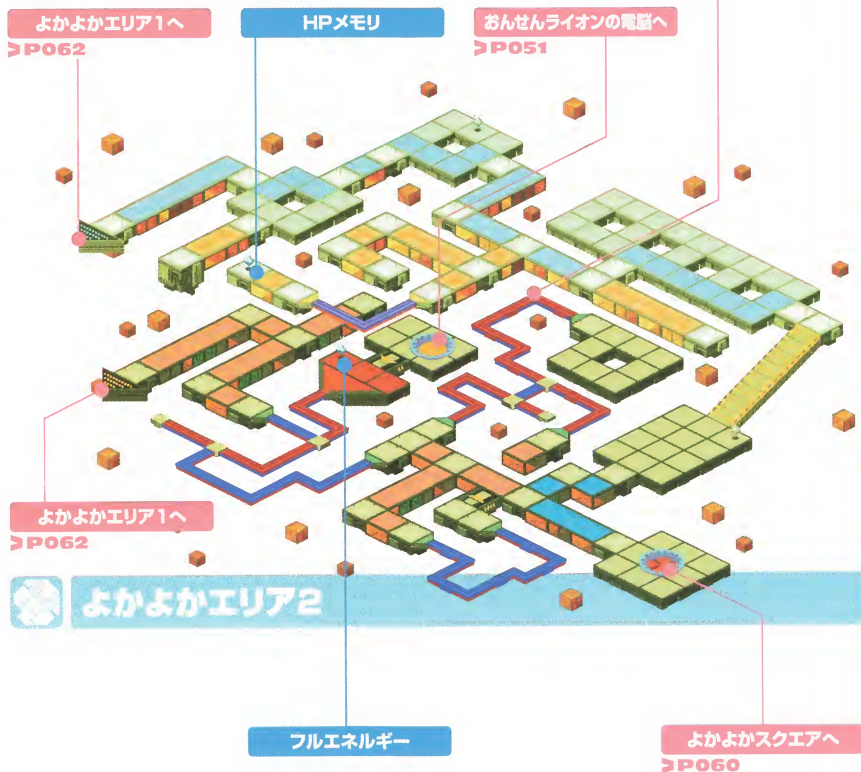 よかよかエリア1へ
>P062
HPメモリ
おんせんライオンの電脳へ
>P051
よかよかエリア1へ
>P062
よかよかエリア2
フルエネルギー
よかよかスクエアへ
>P060